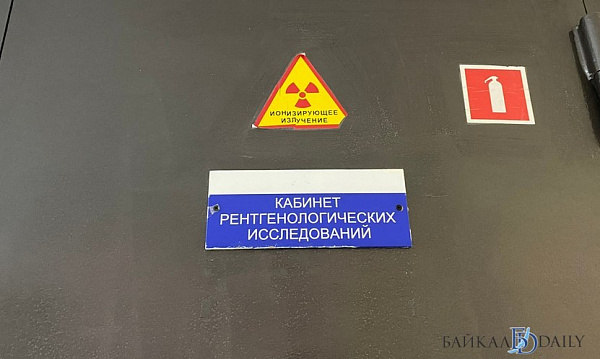 ИОНИЗИРУЮЩЕЕ
ИЗЛУЧЕНИЕ
КАБИНЕТ
РЕНТГЕНОЛОГИЧЕСКИХ
ИССЛЕДОВАНИЙ
БАЙКАЛ DAILY